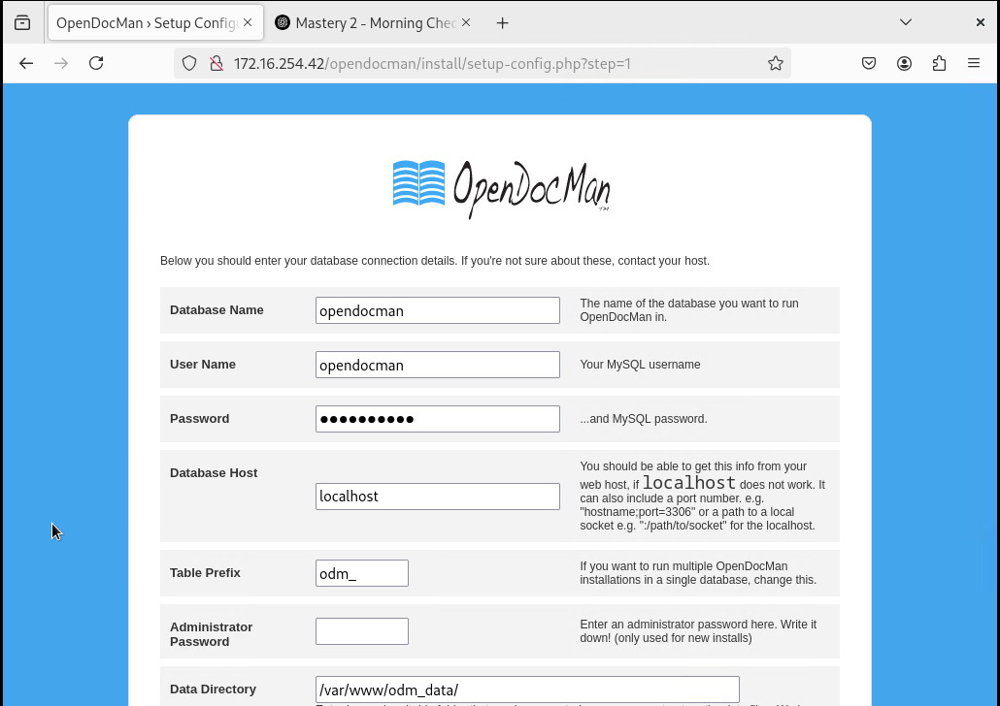 OpenDocMan › Setup Config
Mastery 2 - Morning Chec
172.16.254.42/opendocman/install/setup-config.php?step=1
OpenDocMan
TM
Below you should enter your database connection details. If you're not sure about these, contact your host.
Database Name
opendocman
The name of the database you want to run
OpenDocMan in.
User Name
opendocman
Your MySQL username
Password
●●●●●●●●●●
...and MySQL password.
Database Host
localhost
You should be able to get this info from your
web host, if localhost does not work. It
can also include a port number. e.g.
"hostname;port=3306" or a path to a local
socket e.g. ":/path/to/socket" for the localhost.
Table Prefix
odm_
If you want to run multiple OpenDocMan
installations in a single database, change this.
Administrator
Password
Enter an administrator password here. Write it
down! (only used for new installs)
Data Directory
/var/www/odm_data/